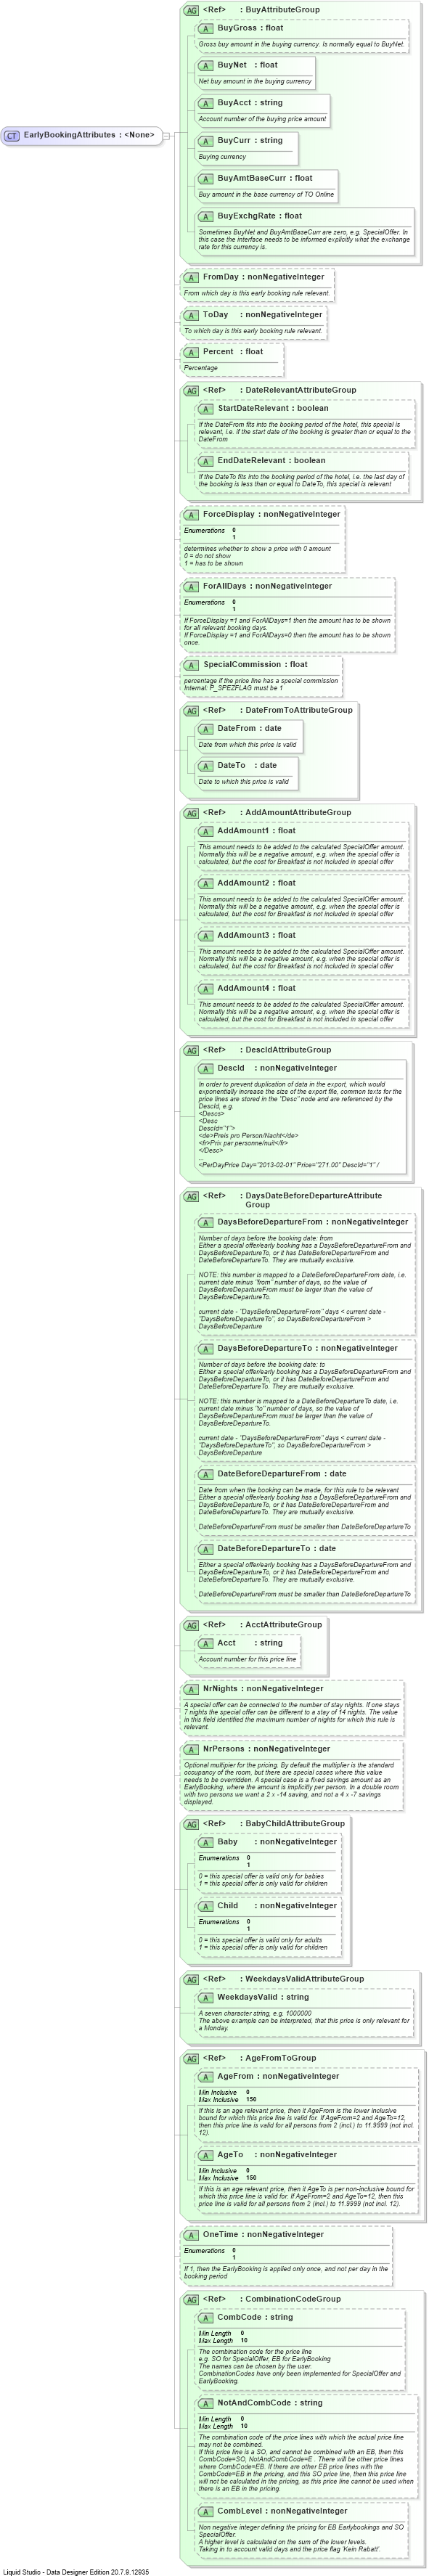 AG <Ref> : BuyAttributeGroup
A BuyGross : float
Gross buy amount in the buying currency. Is normally equal to BuyNet.
A BuyNet : float
Net buy amount in the buying currency
A BuyAcct : string
Account number of the buying price amount
CT EarlyBookingAttributes : <None>
A BuyCurr : string
Buying currency
A BuyAmtBaseCurr : float
Buy amount in the base currency of TO Online
A BuyExchgRate : float
Sometimes BuyNet and BuyAmtBaseCurr are zero, e.g. SpecialOffer. In
this case the interface needs to be informed explicitly what the exchange
rate for this currency is.
A FromDay : nonNegativeInteger
From which day is this early booking rule relevant.
A ToDay : nonNegativeInteger
To which day is this early booking rule relevant.
A Percent : float
Percentage
AG <Ref> : DateRelevantAttributeGroup
A StartDateRelevant : boolean
If the DateFrom fits into the booking period of the hotel, this special is
relevant, i.e. if the start date of the booking is greater than or equal to the
DateFrom
A EndDateRelevant : boolean
If the DateTo fits into the booking period of the hotel, i.e. the last day of
the booking is less than or equal to DateTo, this special is relevant
A ForceDisplay : nonNegativeInteger
Enumerations 0
1
determines whether to show a price with 0 amount
0 = do not show
1 = has to be shown
A ForAllDays : nonNegativeInteger
Enumerations 0
1
If ForceDisplay =1 and ForAllDays=1 then the amount has to be shown
for all relevant booking days.
If ForceDisplay =1 and ForAllDays=0 then the amount has to be shown
once.
A SpecialCommission : float
percentage if the price line has a special commission
Internal: P_SPEZFLAG must be 1
AG <Ref> : DateFromToAttributeGroup
A DateFrom : date
Date from which this price is valid
A DateTo : date
Date to which this price is valid
AG <Ref> : AddAmountAttributeGroup
A AddAmount1 : float
This amount needs to be added to the calculated SpecialOffer amount.
Normally this will be a negative amount, e.g. when the special offer is
calculated, but the cost for Breakfast is not included in special offer
A AddAmount2 : float
This amount needs to be added to the calculated SpecialOffer amount.
Normally this will be a negative amount, e.g. when the special offer is
calculated, but the cost for Breakfast is not included in special offer
A AddAmount3 : float
This amount needs to be added to the calculated SpecialOffer amount.
Normally this will be a negative amount, e.g. when the special offer is
calculated, but the cost for Breakfast is not included in special offer
A AddAmount4 : float
This amount needs to be added to the calculated SpecialOffer amount.
Normally this will be a negative amount, e.g. when the special offer is
calculated, but the cost for Breakfast is not included in special offer
AG <Ref> : DescIdAttributeGroup
A DescId : nonNegativeInteger
In order to prevent duplication of data in the export, which would
exponentially increase the size of the export file, common texts for the
price lines are stored in the "Desc" node and are referenced by the
DescId, e.g.
<Descs>
<Desc
DescId="1">
<de>Preis pro Person/Nacht</de>
<fr>Prix par personne/nuit</fr>
</Desc>
...
<PerDayPrice Day="2013-02-01" Price="271.00" DescId="1" /
AG <Ref> : DaysDateBeforeDepartureAttribute
Group
A DaysBeforeDepartureFrom : nonNegativeInteger
Number of days before the booking date: from
Either a special offer/early booking has a DaysBeforeDepartureFrom and
DaysBeforeDepartureTo, or it has DateBeforeDepartureFrom and
DateBeforeDepartureTo. They are mutually exclusive.
NOTE: this number is mapped to a DateBeforeDepartureFrom date, i.e.
current date minus "from" number of days, so the value of
DaysBeforeDepartureFrom must be larger than the value of
DaysBeforeDepartureTo.
current date - "DaysBeforeDepartureFrom" days < current date -
"DaysBeforeDepartureTo", so DaysBeforeDepartureFrom >
DaysBeforeDeparture
A DaysBeforeDepartureTo : nonNegativeInteger
Number of days before the booking date: to
Either a special offer/early booking has a DaysBeforeDepartureFrom and
DaysBeforeDepartureTo, or it has DateBeforeDepartureFrom and
DateBeforeDepartureTo. They are mutually exclusive.
NOTE: this number is mapped to a DateBeforeDepartureTo date, i.e.
current date minus "to" number of days, so the value of
DaysBeforeDepartureFrom must be larger than the value of
DaysBeforeDepartureTo.
current date - "DaysBeforeDepartureFrom" days < current date -
"DaysBeforeDepartureTo", so DaysBeforeDepartureFrom >
DaysBeforeDeparture
A DateBeforeDepartureFrom : date
Date from when the booking can be made, for this rule to be relevant
Either a special offer/early booking has a DaysBeforeDepartureFrom and
DaysBeforeDepartureTo, or it has DateBeforeDepartureFrom and
DateBeforeDepartureTo. They are mutually exclusive.
DateBeforeDepartureFrom must be smaller than DateBeforeDepartureTo
A DateBeforeDepartureTo : date
Either a special offer/early booking has a DaysBeforeDepartureFrom and
DaysBeforeDepartureTo, or it has DateBeforeDepartureFrom and
DateBeforeDepartureTo. They are mutually exclusive.
DateBeforeDepartureFrom must be smaller than DateBeforeDepartureTo
AG <Ref> : AcctAttributeGroup
A Acct : string
Account number for this price line
A NrNights : nonNegativeInteger
A special offer can be connected to the number of stay nights. If one stays
7 nights the special offer can be different to a stay of 14 nights. The value
in this field identified the maximum number of nights for which this rule is
relevant.
A NrPersons : nonNegativeInteger
Optional multipier for the pricing. By default the multiplier is the standard
occupancy of the room, but there are special cases where this value
needs to be overridden. A special case is a fixed savings amount as an
EarlyBooking, where the amount is implicitly per person. In a double room
with two persons we want a 2 x -14 saving, and not a 4 x -7 savings
displayed.
AG <Ref> : BabyChildAttributeGroup
A Baby : nonNegativeInteger
Enumerations 0
1
0 = this special offer is valid only for babies
1 = this special offer is only valid for children
A Child : nonNegativeInteger
Enumerations 0
1
0 = this special offer is valid only for adults
1 = this special offer is only valid for children
AG <Ref> : WeekdaysValidAttributeGroup
A WeekdaysValid : string
A seven character string, e.g. 1000000
The above example can be interpreted, that this price is only relevant for
a Monday.
AG <Ref> : AgeFromToGroup
A AgeFrom : nonNegativeInteger
Min Inclusive 0
Max Inclusive 150
If this is an age relevant price, then it AgeFrom is the lower inclusive
bound for which this price line is valid for. If AgeFrom=2 and AgeTo=12,
then this price line is valid for all persons from 2 (incl.) to 11.9999 (not incl.
12).
A AgeTo : nonNegativeInteger
Min Inclusive 0
Max Inclusive 150
If this is an age relevant price, then it AgeTo is per non-inclusive bound for
which this price line is valid for. If AgeFrom=2 and AgeTo=12, then this
price line is valid for all persons from 2 (incl.) to 11.9999 (not incl. 12).
A OneTime : nonNegativeInteger
Enumerations 0
1
If 1, then the EarlyBooking is applied only once, and not per day in the
booking period
AG <Ref> : CombinationCodeGroup
A CombCode : string
Min Length 0
Max Length 10
The combination code for the price line
e.g. SO for SpecialOffer, EB for EarlyBooking
The names can be chosen by the user.
CombinationCodes have only been implemented for SpecialOffer and
EarlyBooking.
A NotAndCombCode : string
Min Length 0
Max Length 10
The combination code of the price lines with which the actual price line
may not be combined.
If this price line is a SO, and cannot be combined with an EB, then this
CombCode=SO, NotAndCombCode=E . There will be other price lines
where CombCode=EB. If there are other EB price lines with the
CombCode=EB in the pricing, and this SO price line, then this price line
will not be calculated in the pricing, as this price line cannot be used when
there is an EB in the pricing.
A CombLevel : nonNegativeInteger
Non negative integer defining the pricing for EB Earlybookings and SO
SpecialOffer.
A higher level is calculated on the sum of the lower levels.
Taking in to account valid days and the price flag 'Kein Rabatt'.
Liquid Studio - Data Designer Edition 20.7.9.12935